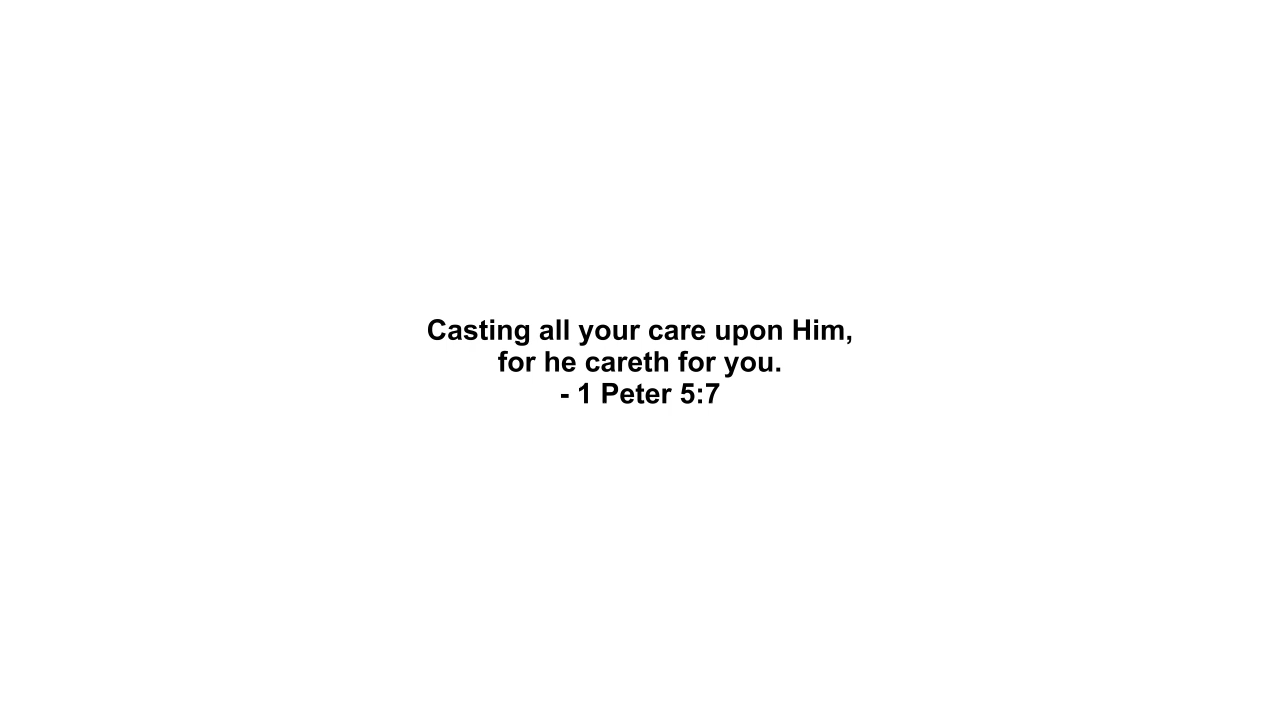 Casting all your care upon Him,
for he careth for you.
- 1 Peter 5:7